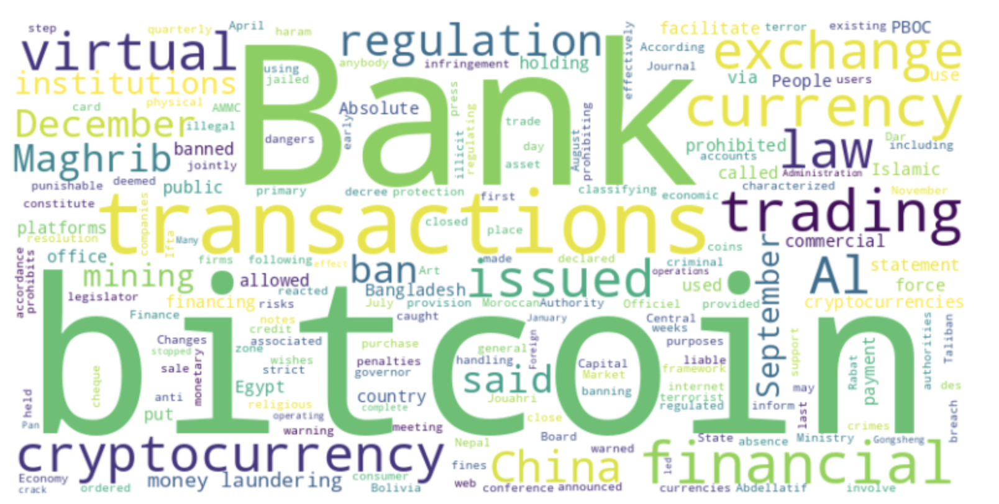 step
quarterly
April
haram
virtual
regulation
facilitate
terror
existing
PBOC
effectively
According
exchange
using
anybody
infringement
holding
Journal
institutions
jailed
Bank
via
People
users
use
physical
press
card
AMMC
Absolute
currency
December
illegal
early
regulating
prohibiting
trade
dangers
illicit
August
day
asset
Maghrib
banned
jointly
prohibited
accounts
law
Dar
including
called
Administration
Islamic
punishable
deemed
public
primary
decree
protection
first
classifying
economic
characterized
November
constitute
companies
transactions
trading
platforms
resolution
Ifta
Many
closed
place
commercial
coins
accordance
prohibits
office
firms
following
effect
ban
Art
made
declared
criminal
operations
September
Al
statement
mining
allowed
issued
used
force
legislator
reacted
Bangladesh
financing
risks
July
provision
Moroccan
Authority
Officiel
provided
cryptocurrencies
bitcoin
Finance
notes
credit
caught
January
Central
weeks
Changes
stopped
zone
associated
purchase
general
Foreign
purposes
support
authorities
Taliban
sale
monetary
wishes
strict
penalties
governor
handling
Capital
Market
liable
framework
Rabat
payment
cheque
Egypt
said
banning
internet
terrorist
regulated
may
des
held
anti
country
Jouahri
inform
last
breach
put
religious
complete
operating
close
Pan
warning
meeting
Board
State
absence
Ministry
crimes
Gongsheng
cryptocurrency
Nepal
warned
fines
China
led
financial
Economy
crack
ordered
money laundering
consumer
Bolivia
web
conference
announced
currencies
Abdellatif
involve